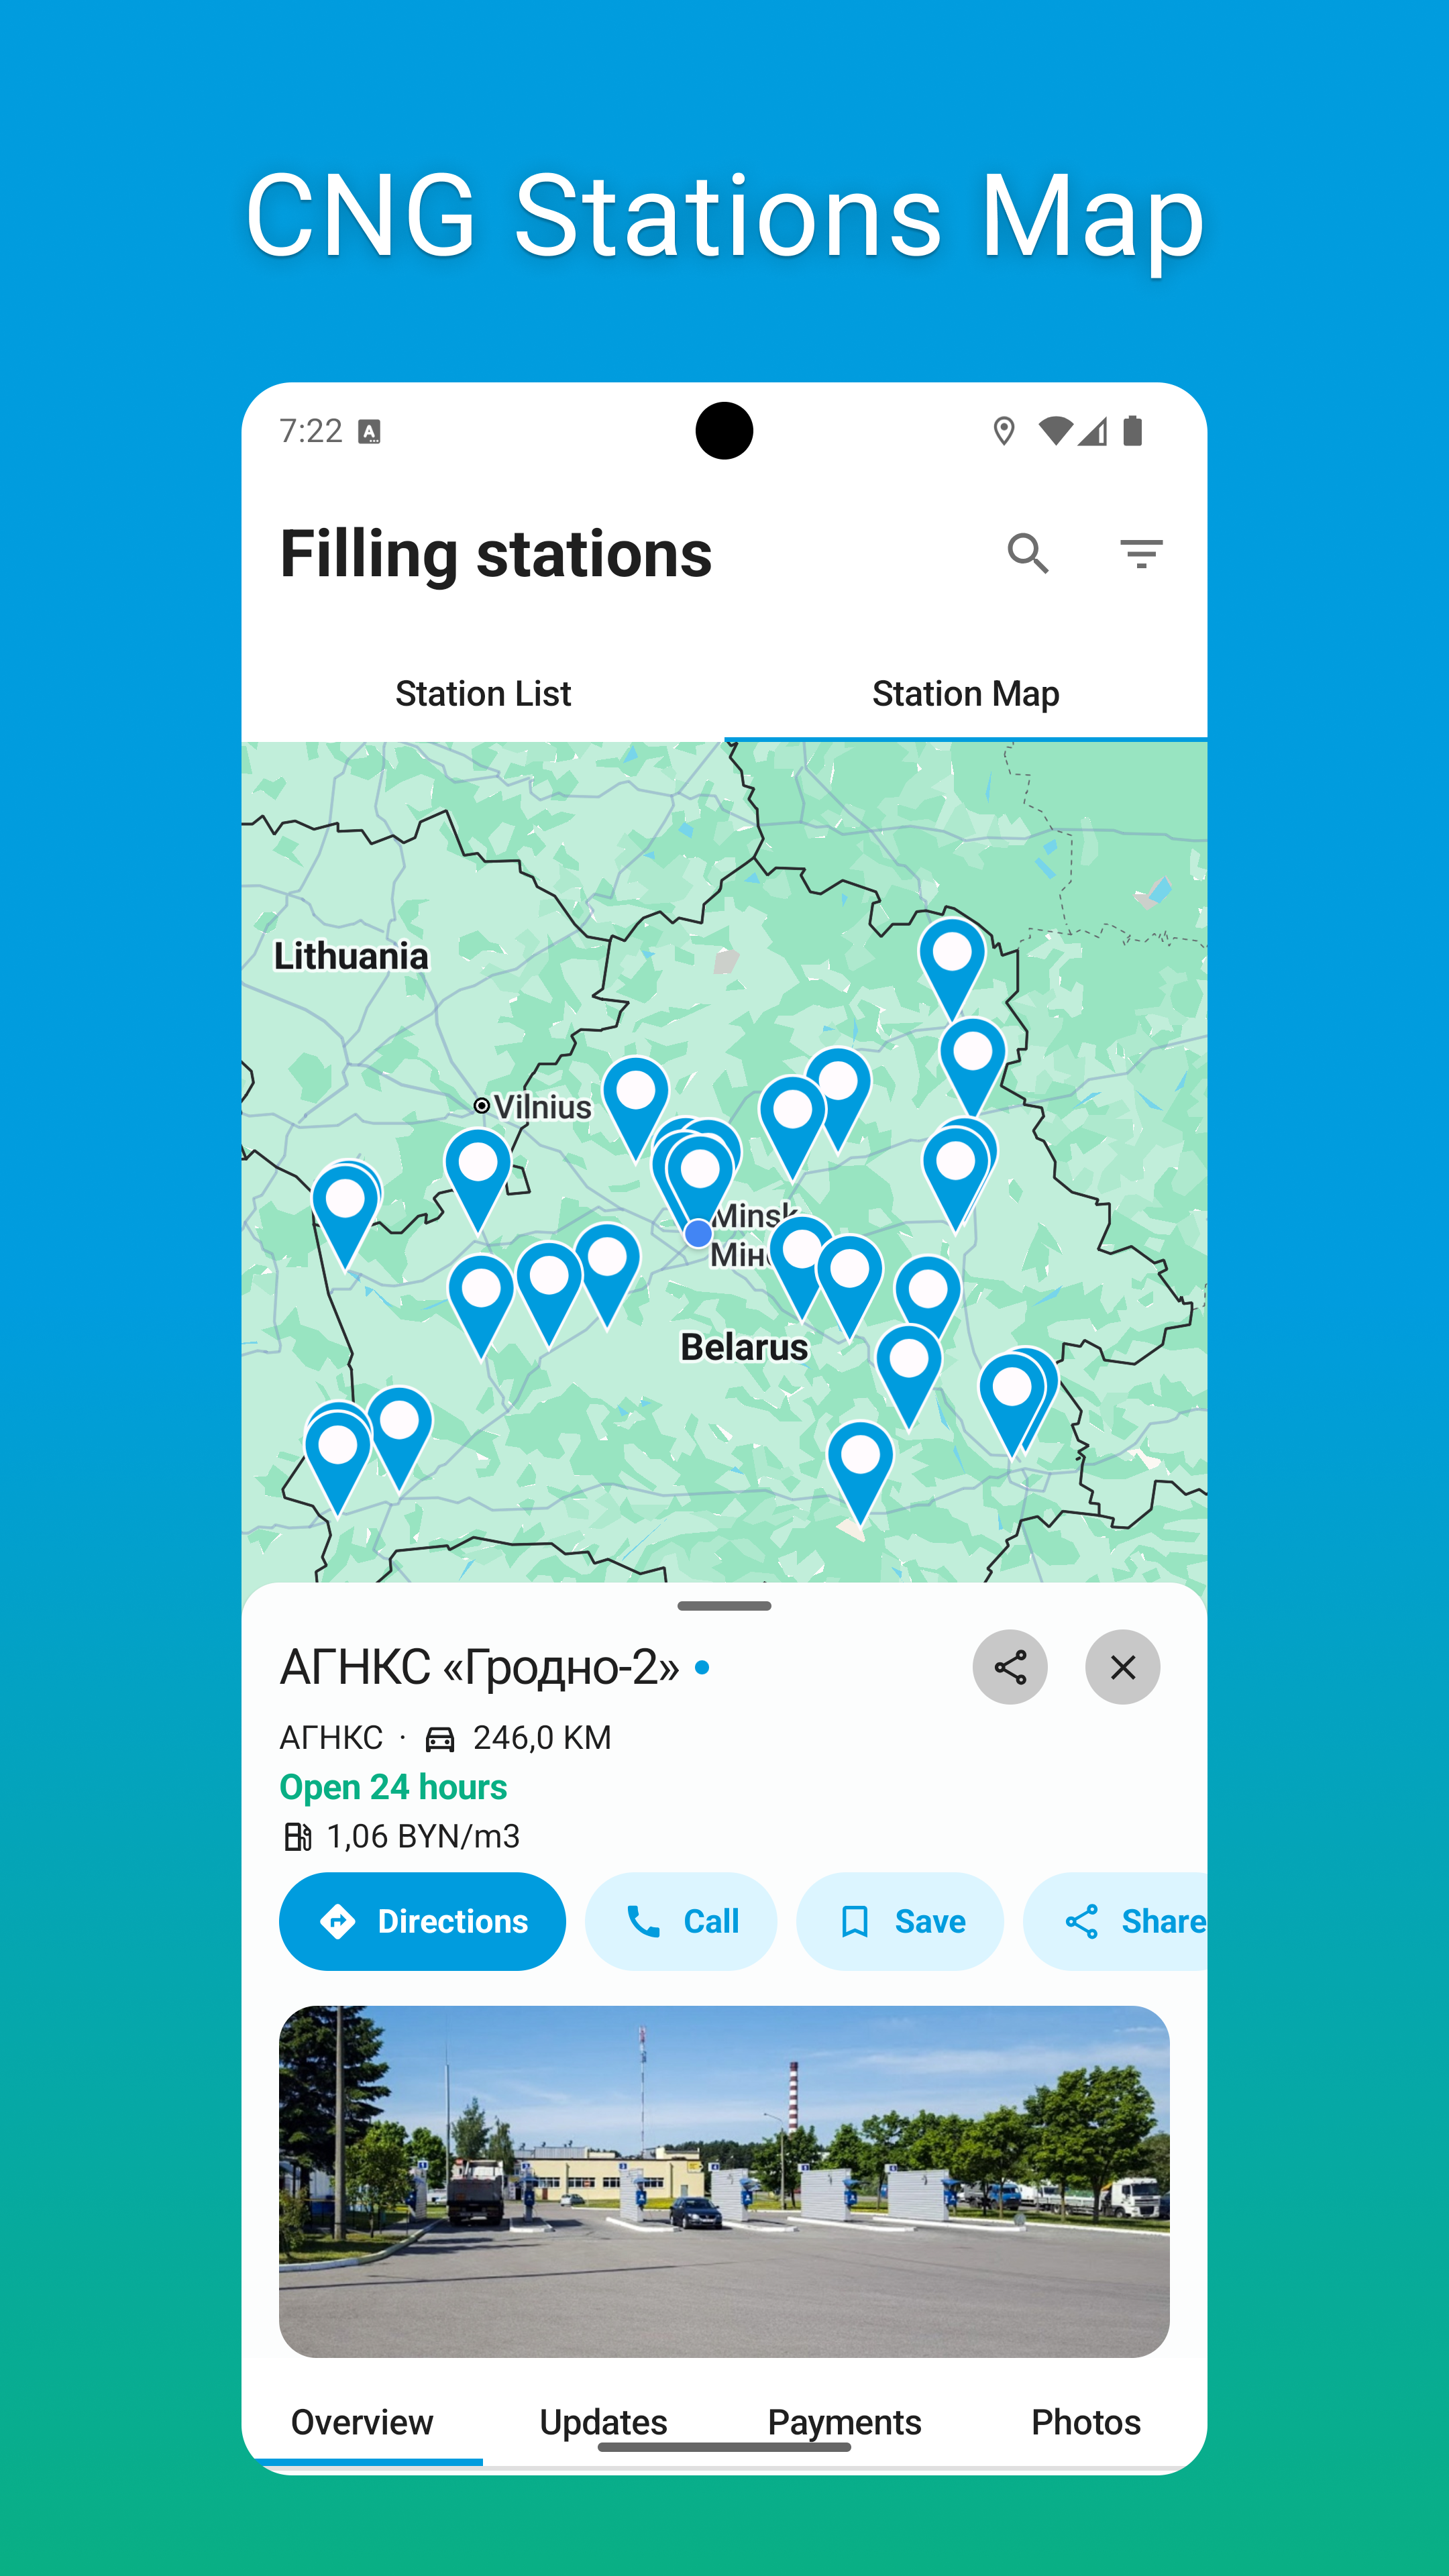 CNG Stations Map
7:22
Filling stations
Station List
Station Map
Lithuania
Vilnius
Minsk
Belarus
АГНКС «Гродно-2»
АГНКС · 246,0 KM
Open 24 hours
1,06 BYN/m3
Directions
Call
Save
Share
Overview
Updates
Payments
Photos